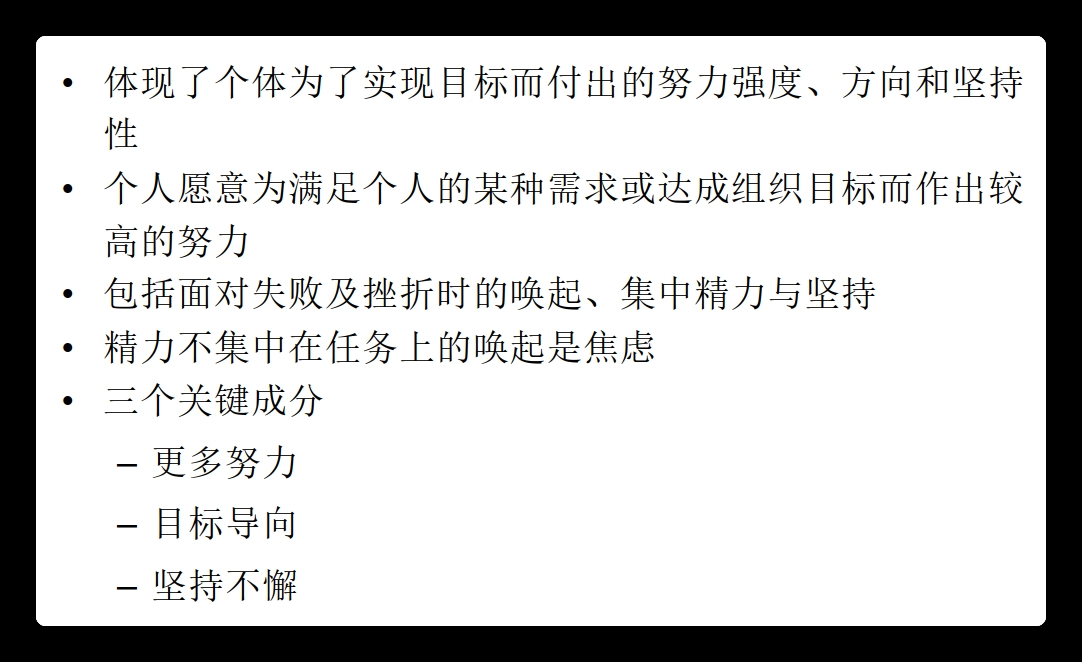 • 体现了个体为了实现目标而付出的努力强度、方向和坚持
性
• 个人愿意为满足个人的某种需求或达成组织目标而作出较
高的努力
• 包括面对失败及挫折时的唤起、集中精力与坚持
• 精力不集中在任务上的唤起是焦虑
• 三个关键成分
– 更多努力
– 目标导向
– 坚持不懈